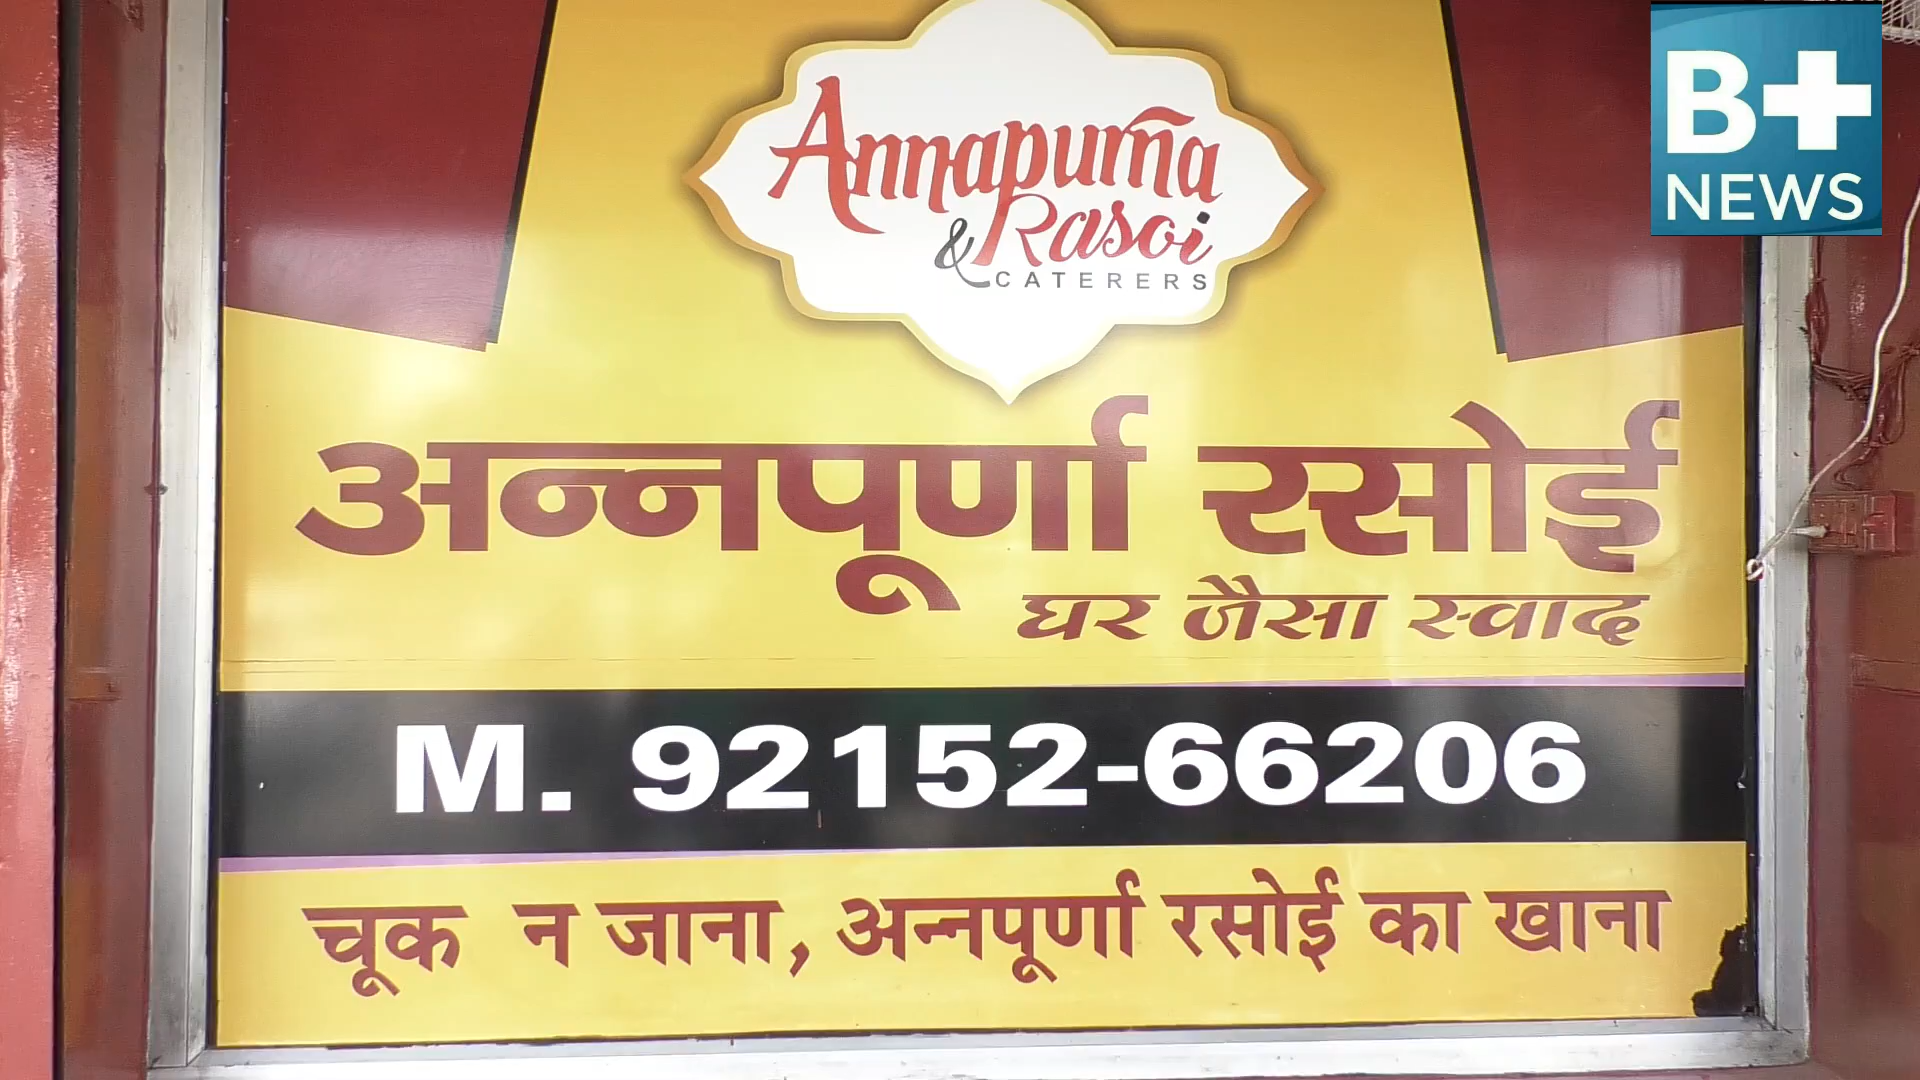 B+
NEWS
Annapurna
Rasoi
& CATERERS
अन्नपूर्णा रसोई
घर जैसा स्वाद
M. 92152-66206
चूक न जाना, अन्नपूर्णा रसोई का खाना